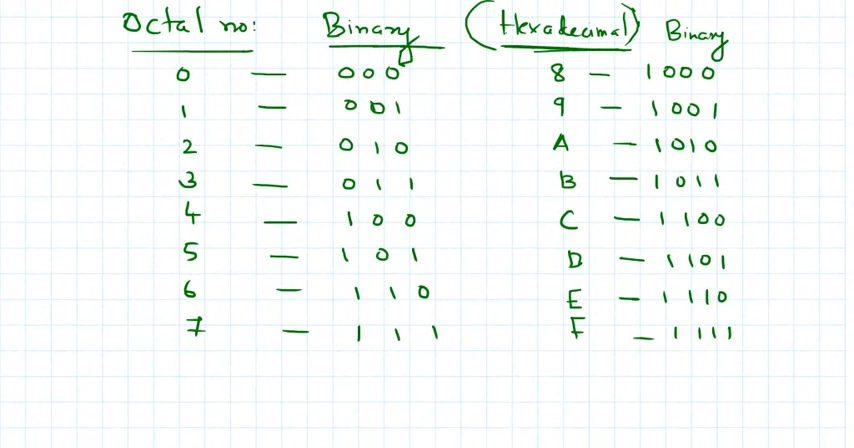 Octal no: Binary (Hexadecimal) Binary
0 — 000 8 — 1000
1 — 001 9 — 1001
2 — 010 A — 1010
3 — 011 B — 1011
4 — 100 C — 1100
5 — 101 D — 1101
6 — 110 E — 1110
7 — 111 F — 1111